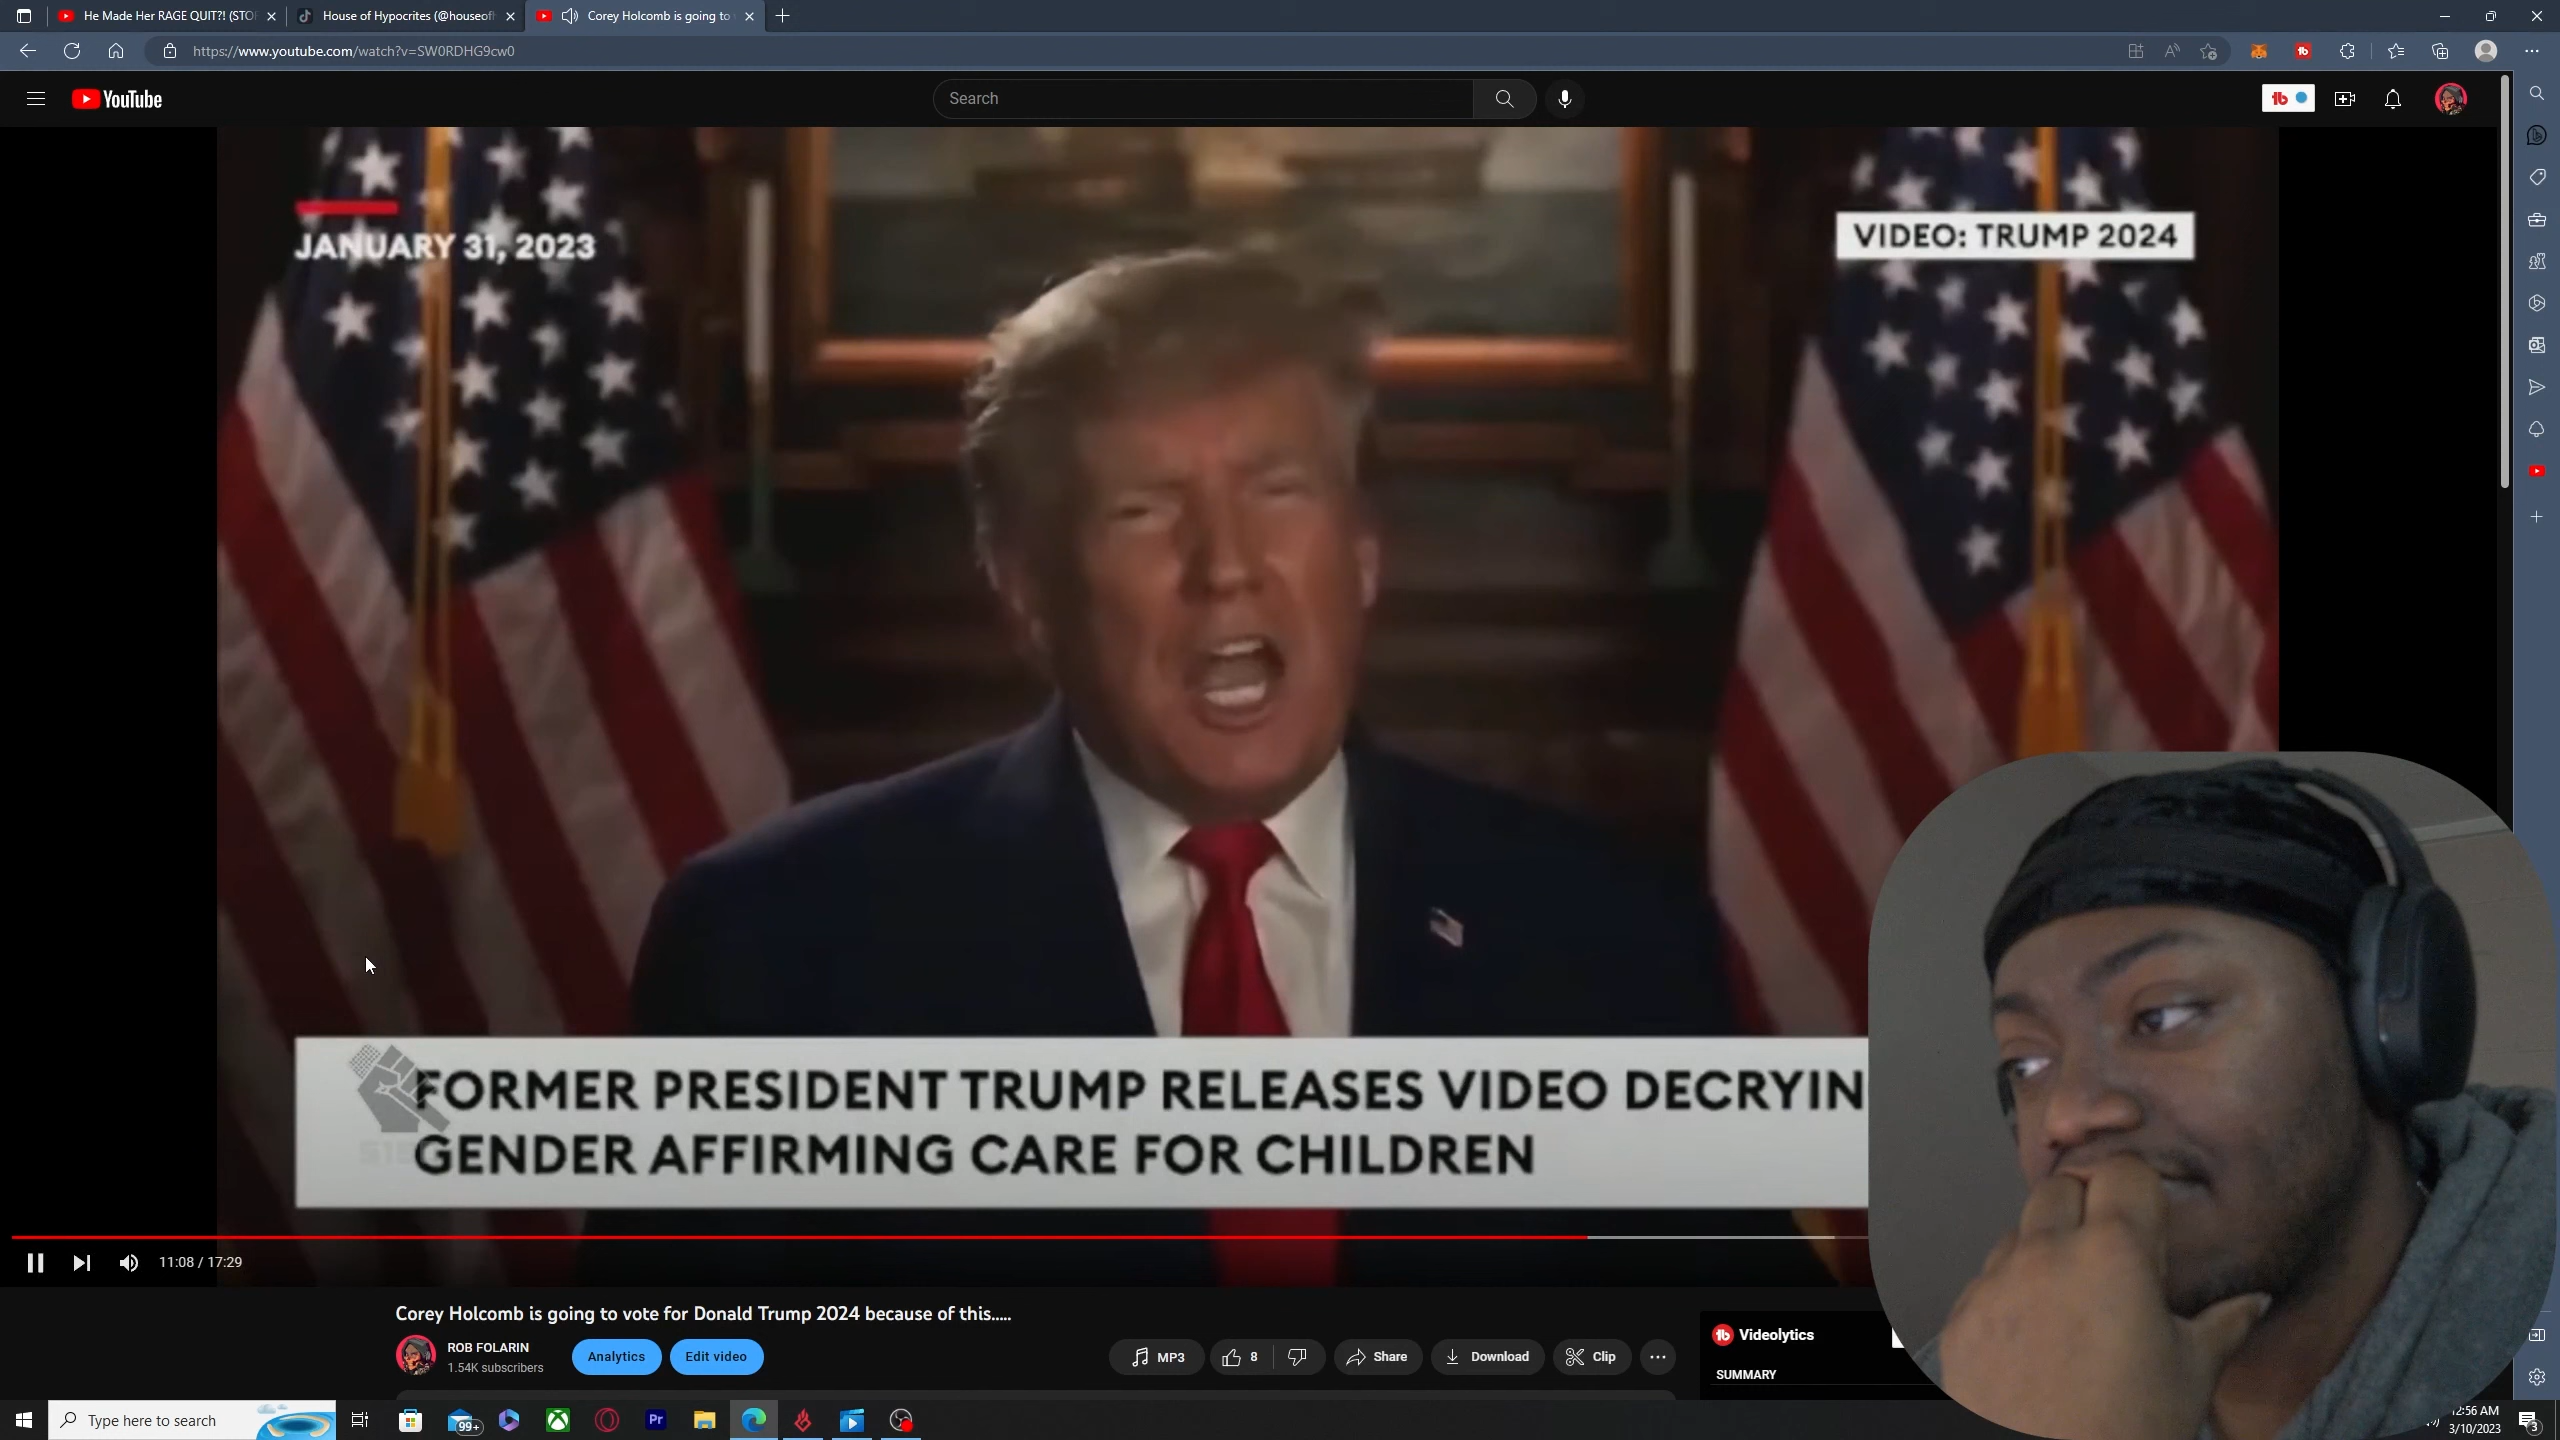 He Made Her RAGE QUIT?! (STO
House of Hypocrites (@houseof
Corey Holcomb is going to
https://www.youtube.com/watch?v=SW0RDHG9cw0
YouTube
Search
JANUARY 31, 2023
VIDEO: TRUMP 2024
FORMER PRESIDENT TRUMP RELEASES VIDEO DECRYIN
GENDER AFFIRMING CARE FOR CHILDREN
11:08 / 17:29
Corey Holcomb is going to vote for Donald Trump 2024 because of this.....
ROB FOLARIN
1.54K subscribers
Analytics
Edit video
MP3
8
Share
Download
Clip
Videolytics
SUMMARY
Type here to search
99+
Pr
12:56 AM
3/10/2023
3